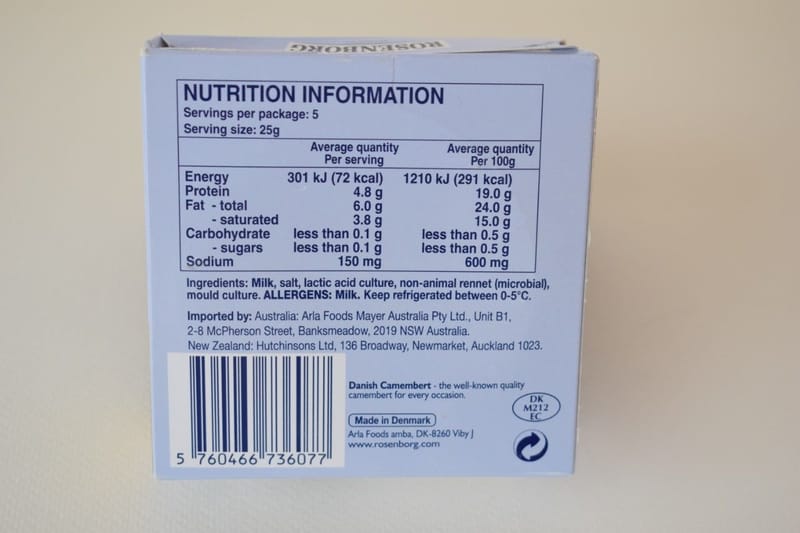 ROSENBORG
NUTRITION INFORMATION
Servings per package: 5
Serving size: 25g
Average quantity Average quantity
Per serving Per 100g
Energy 301 kJ (72 kcal) 1210 kJ (291 kcal)
Protein 4.8 g 19.0 g
Fat - total 6.0 g 24.0 g
- saturated 3.8 g 15.0 g
Carbohydrate less than 0.1 g less than 0.5 g
- sugars less than 0.1 g less than 0.5 g
Sodium 150 mg 600 mg
Ingredients: Milk, salt, lactic acid culture, non-animal rennet (microbial),
mould culture. ALLERGENS: Milk. Keep refrigerated between 0-5°C.
Imported by: Australia: Arla Foods Mayer Australia Pty Ltd., Unit B1,
2-8 McPherson Street, Banksmeadow, 2019 NSW Australia.
New Zealand: Hutchinsons Ltd, 136 Broadway, Newmarket, Auckland 1023.
Danish Camembert - the well-known quality
camembert for every occasion.
Made in Denmark
Arla Foods amba, DK-8260 Viby J
www.rosenborg.com
DK
M212
EC
5 760466 736077